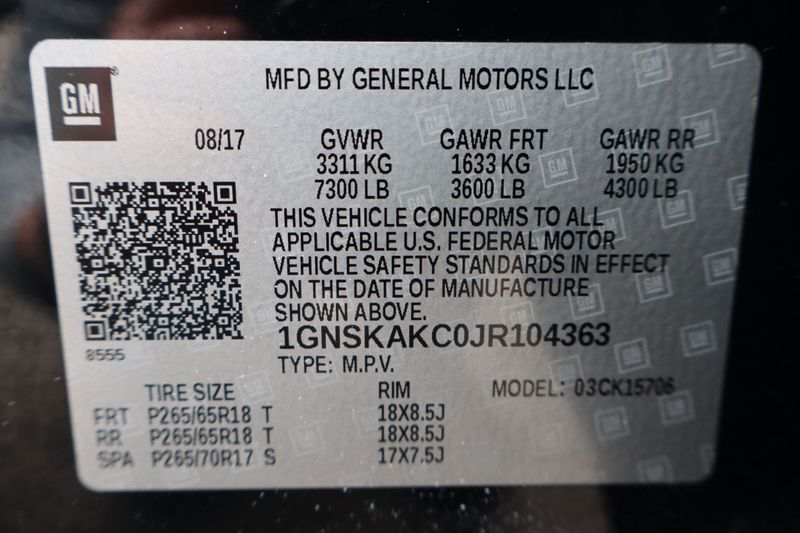 GM
MFD BY GENERAL MOTORS LLC
08/17 GVWR GAWR FRT GAWR RR
3311 KG 1633 KG 1950 KG
7300 LB 3600 LB 4300 LB
THIS VEHICLE CONFORMS TO ALL
APPLICABLE U.S. FEDERAL MOTOR
VEHICLE SAFETY STANDARDS IN EFFECT
ON THE DATE OF MANUFACTURE
SHOWN ABOVE.
1GNSKAKC0JR104363
8555
TYPE: M.P.V.
TIRE SIZE RIM MODEL: 03CK15706
FRT P265/65R18 T 18X8.5J
RR P265/65R18 T 18X8.5J
SPA P265/70R17 S 17X7.5J